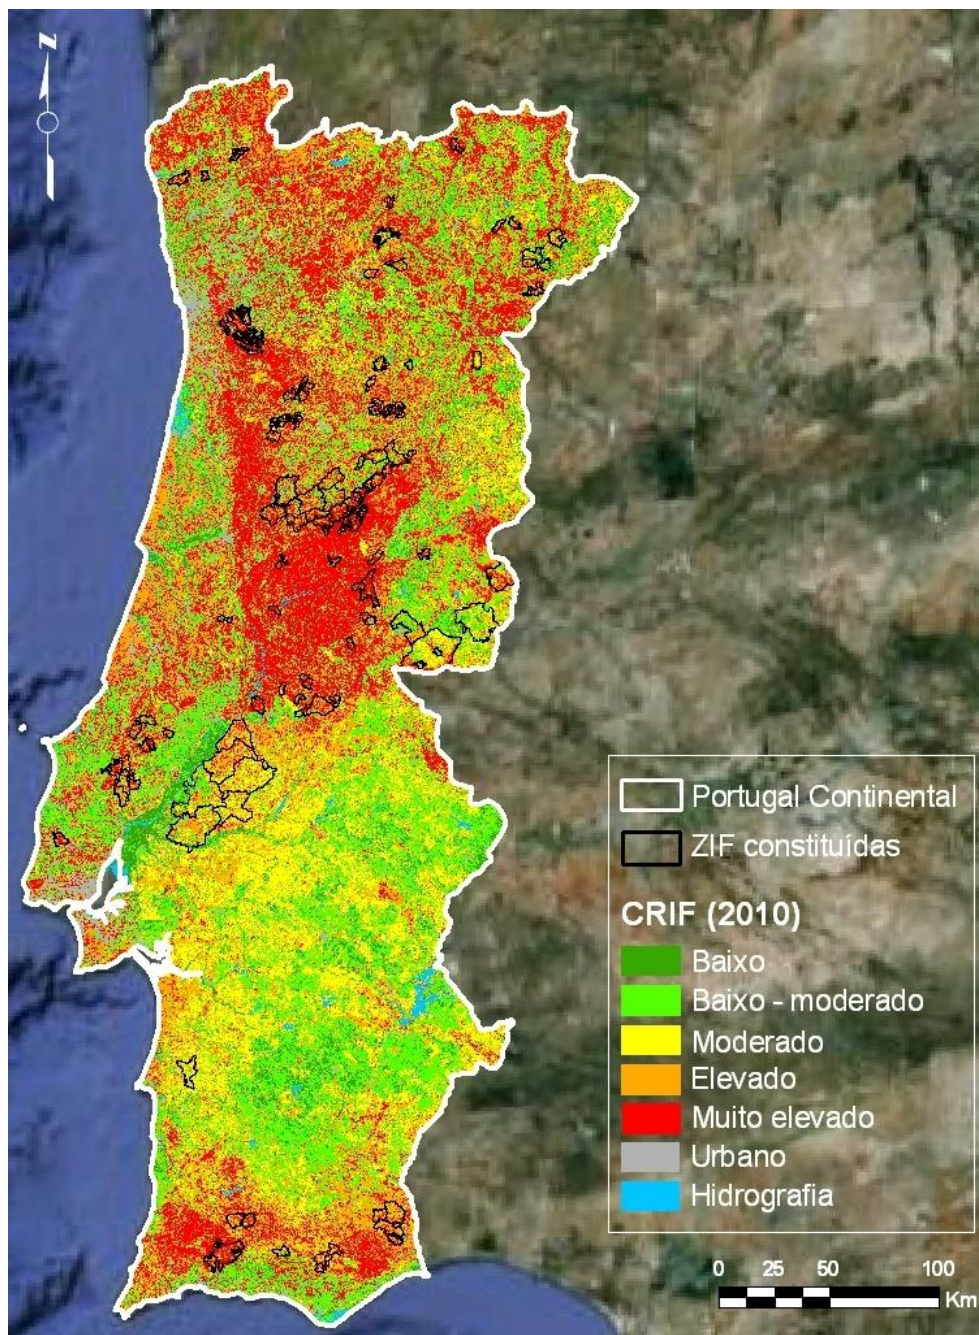 N
Portugal Continental
ZIF constituídas
CRIF (2010)
Baixo
Baixo - moderado
Moderado
Elevado
Muito elevado
Urbano
Hidrografia
0 25 50 100
Km